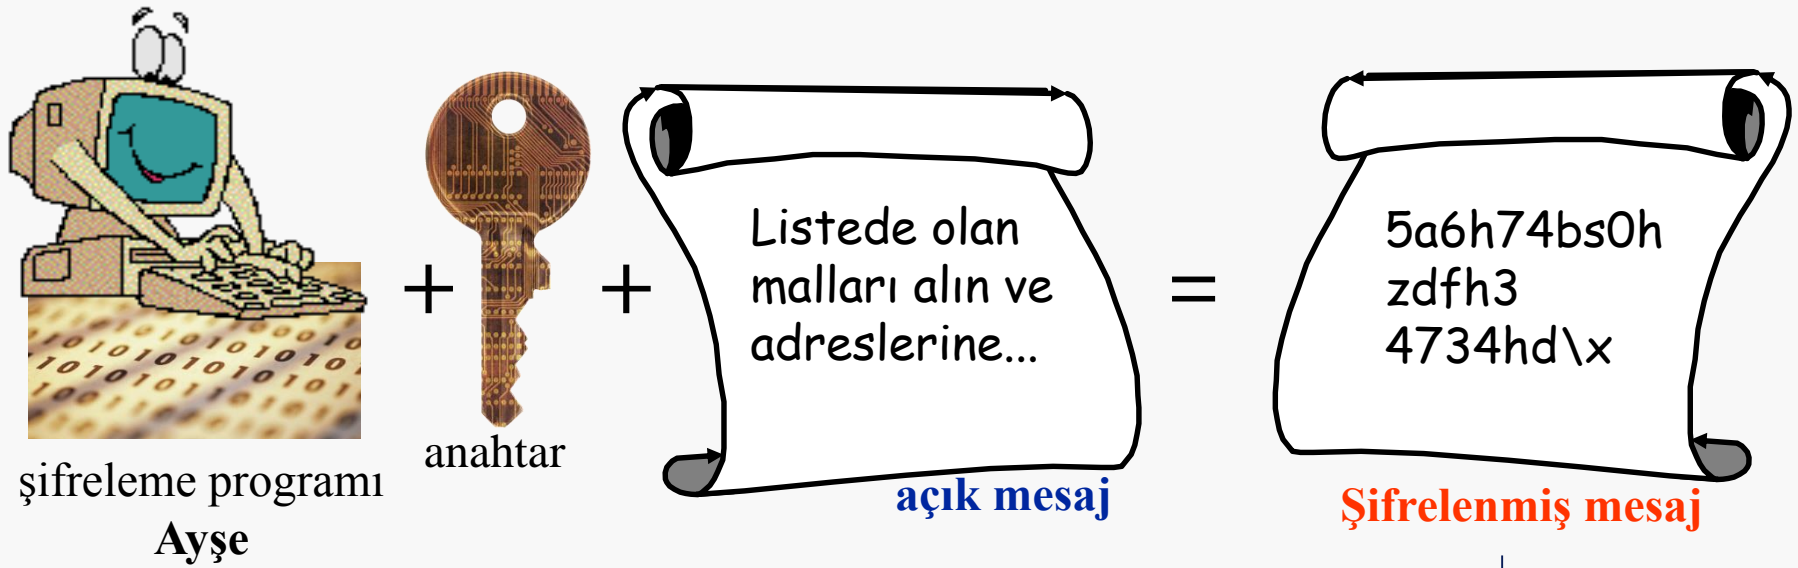 +
+
=
Listede olan
malları alın ve
adreslerine...
5a6h74bs0h
zdfh3
4734hd\x
şifreleme programı
Ayşe
anahtar
açık mesaj
Şifrelenmiş mesaj